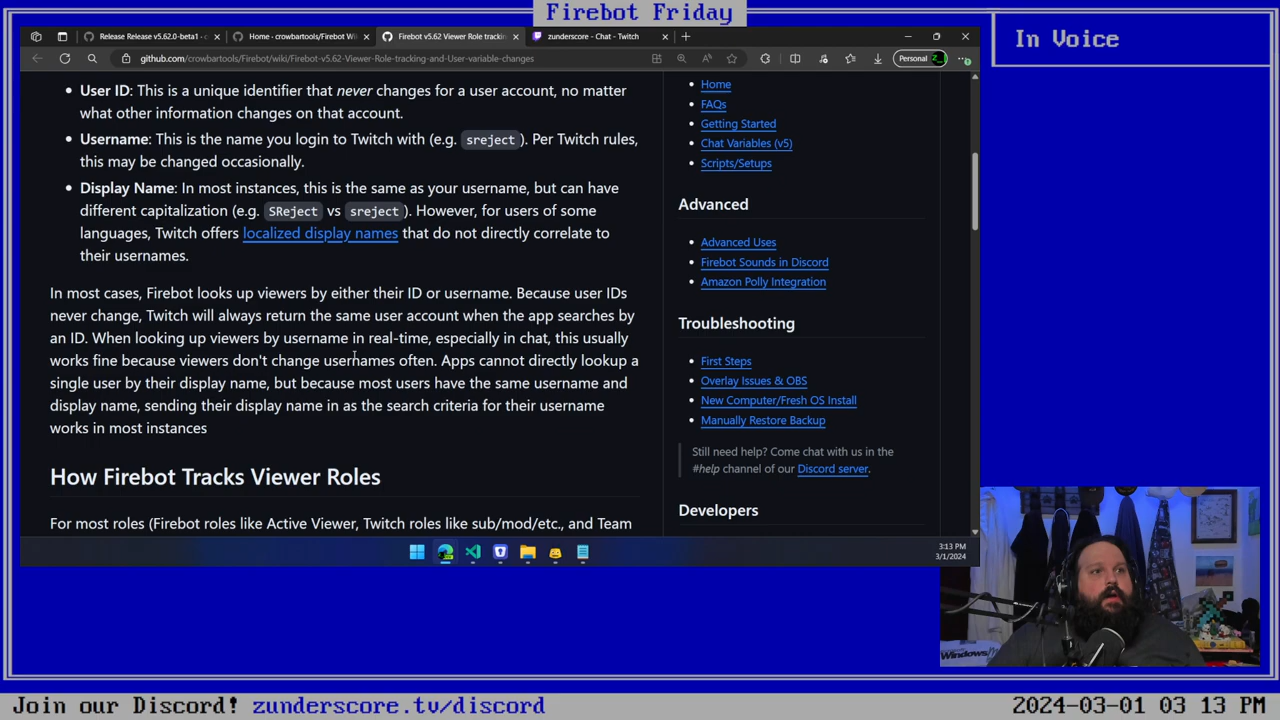 Firebot Friday
Release Release v5.62.0-beta1 - c
Home - crowbartools/Firebot Wi
Firebot v5.62 Viewer Role trackin
zunderscore - Chat - Twitch
github.com/crowbartools/Firebot/wiki/Firebot-v5.62-Viewer-Role-tracking-and-User-variable-changes
Personal
In Voice
User ID: This is a unique identifier that never changes for a user account, no matter
what other information changes on that account.
Username: This is the name you login to Twitch with (e.g. sreject). Per Twitch rules,
this may be changed occasionally.
Display Name: In most instances, this is the same as your username, but can have
different capitalization (e.g. SReject vs sreject). However, for users of some
languages, Twitch offers localized display names that do not directly correlate to
their usernames.
In most cases, Firebot looks up viewers by either their ID or username. Because user IDs
never change, Twitch will always return the same user account when the app searches by
an ID. When looking up viewers by username in real-time, especially in chat, this usually
works fine because viewers don't change usernames often. Apps cannot directly lookup a
single user by their display name, but because most users have the same username and
display name, sending their display name in as the search criteria for their username
works in most instances
How Firebot Tracks Viewer Roles
For most roles (Firebot roles like Active Viewer, Twitch roles like sub/mod/etc., and Team
Home
FAQs
Getting Started
Chat Variables (v5)
Scripts/Setups
Advanced
Advanced Uses
Firebot Sounds in Discord
Amazon Polly Integration
Troubleshooting
First Steps
Overlay Issues & OBS
New Computer/Fresh OS Install
Manually Restore Backup
Still need help? Come chat with us in the
#help channel of our Discord server.
Developers
3:13 PM
3/1/2024
Join our Discord! zunderscore.tv/discord
2024-03-01 03 13 PM